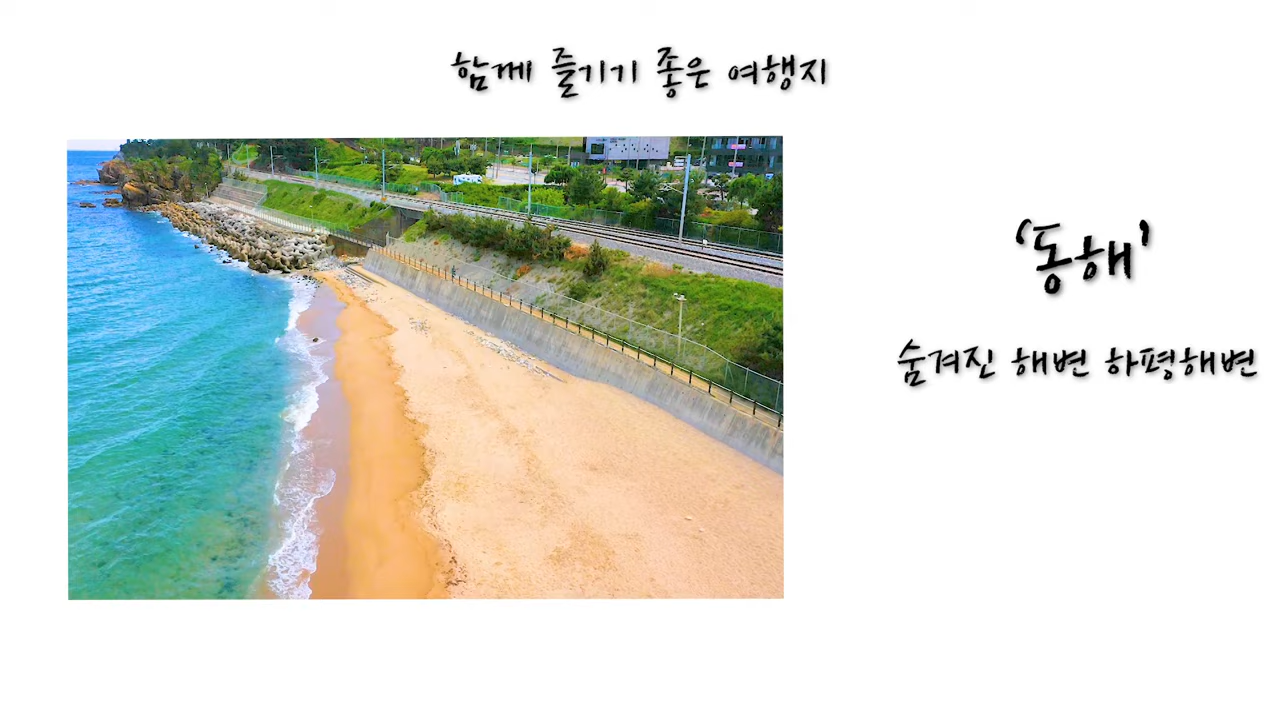 함께 즐기기 좋은 여행지
'동해'
숨겨진 해변 하평해변